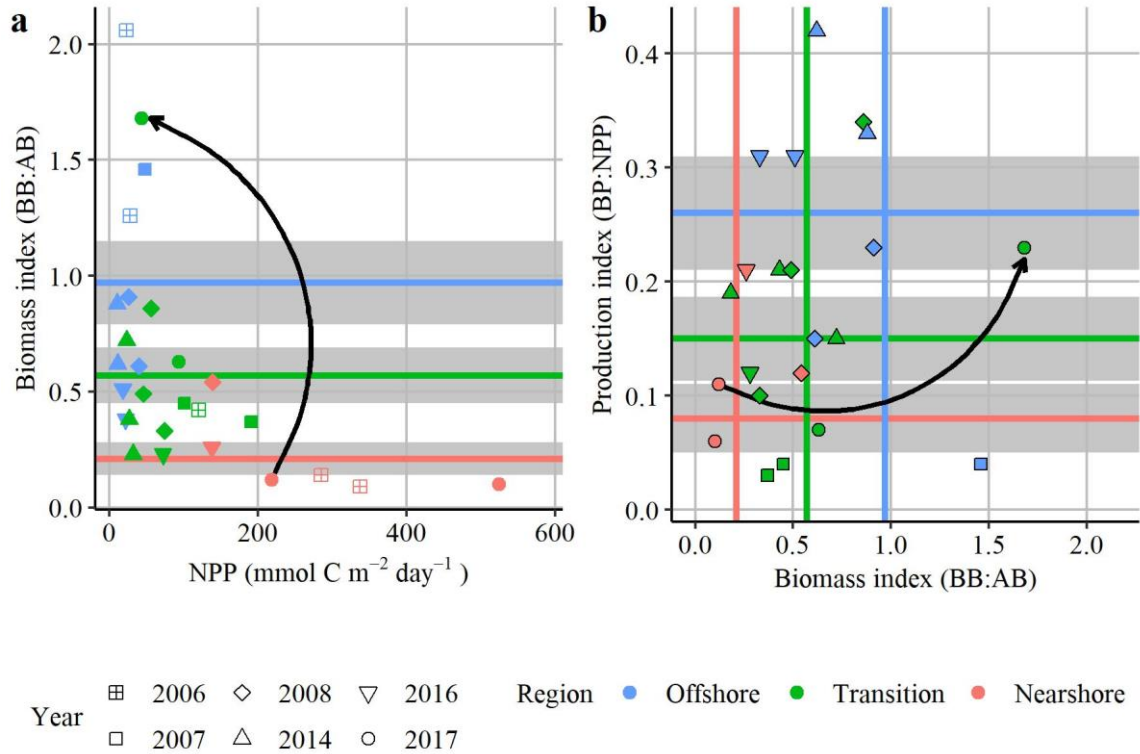 a
b
Biomass index (BB:AB)
2.0
1.5
1.0
0.5
0.0
0
200
400
600
NPP (mmol C m⁻² day⁻¹ )
Production index (BP:NPP)
0.4
0.3
0.2
0.1
0.0
0.0
0.5
1.0
1.5
2.0
Biomass index (BB:AB)
Year
2006
2008
2016
2007
2014
2017
Region
Offshore
Transition
Nearshore